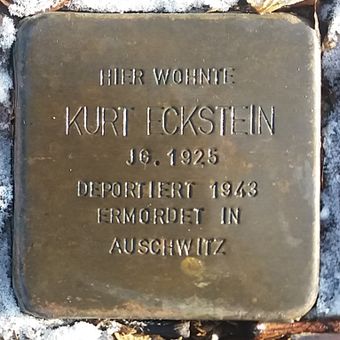 HIER WOHNTE
KURT ECKSTEIN
JG. 1925
DEPORTIERT 1943
ERMORDET IN
AUSCHWITZ